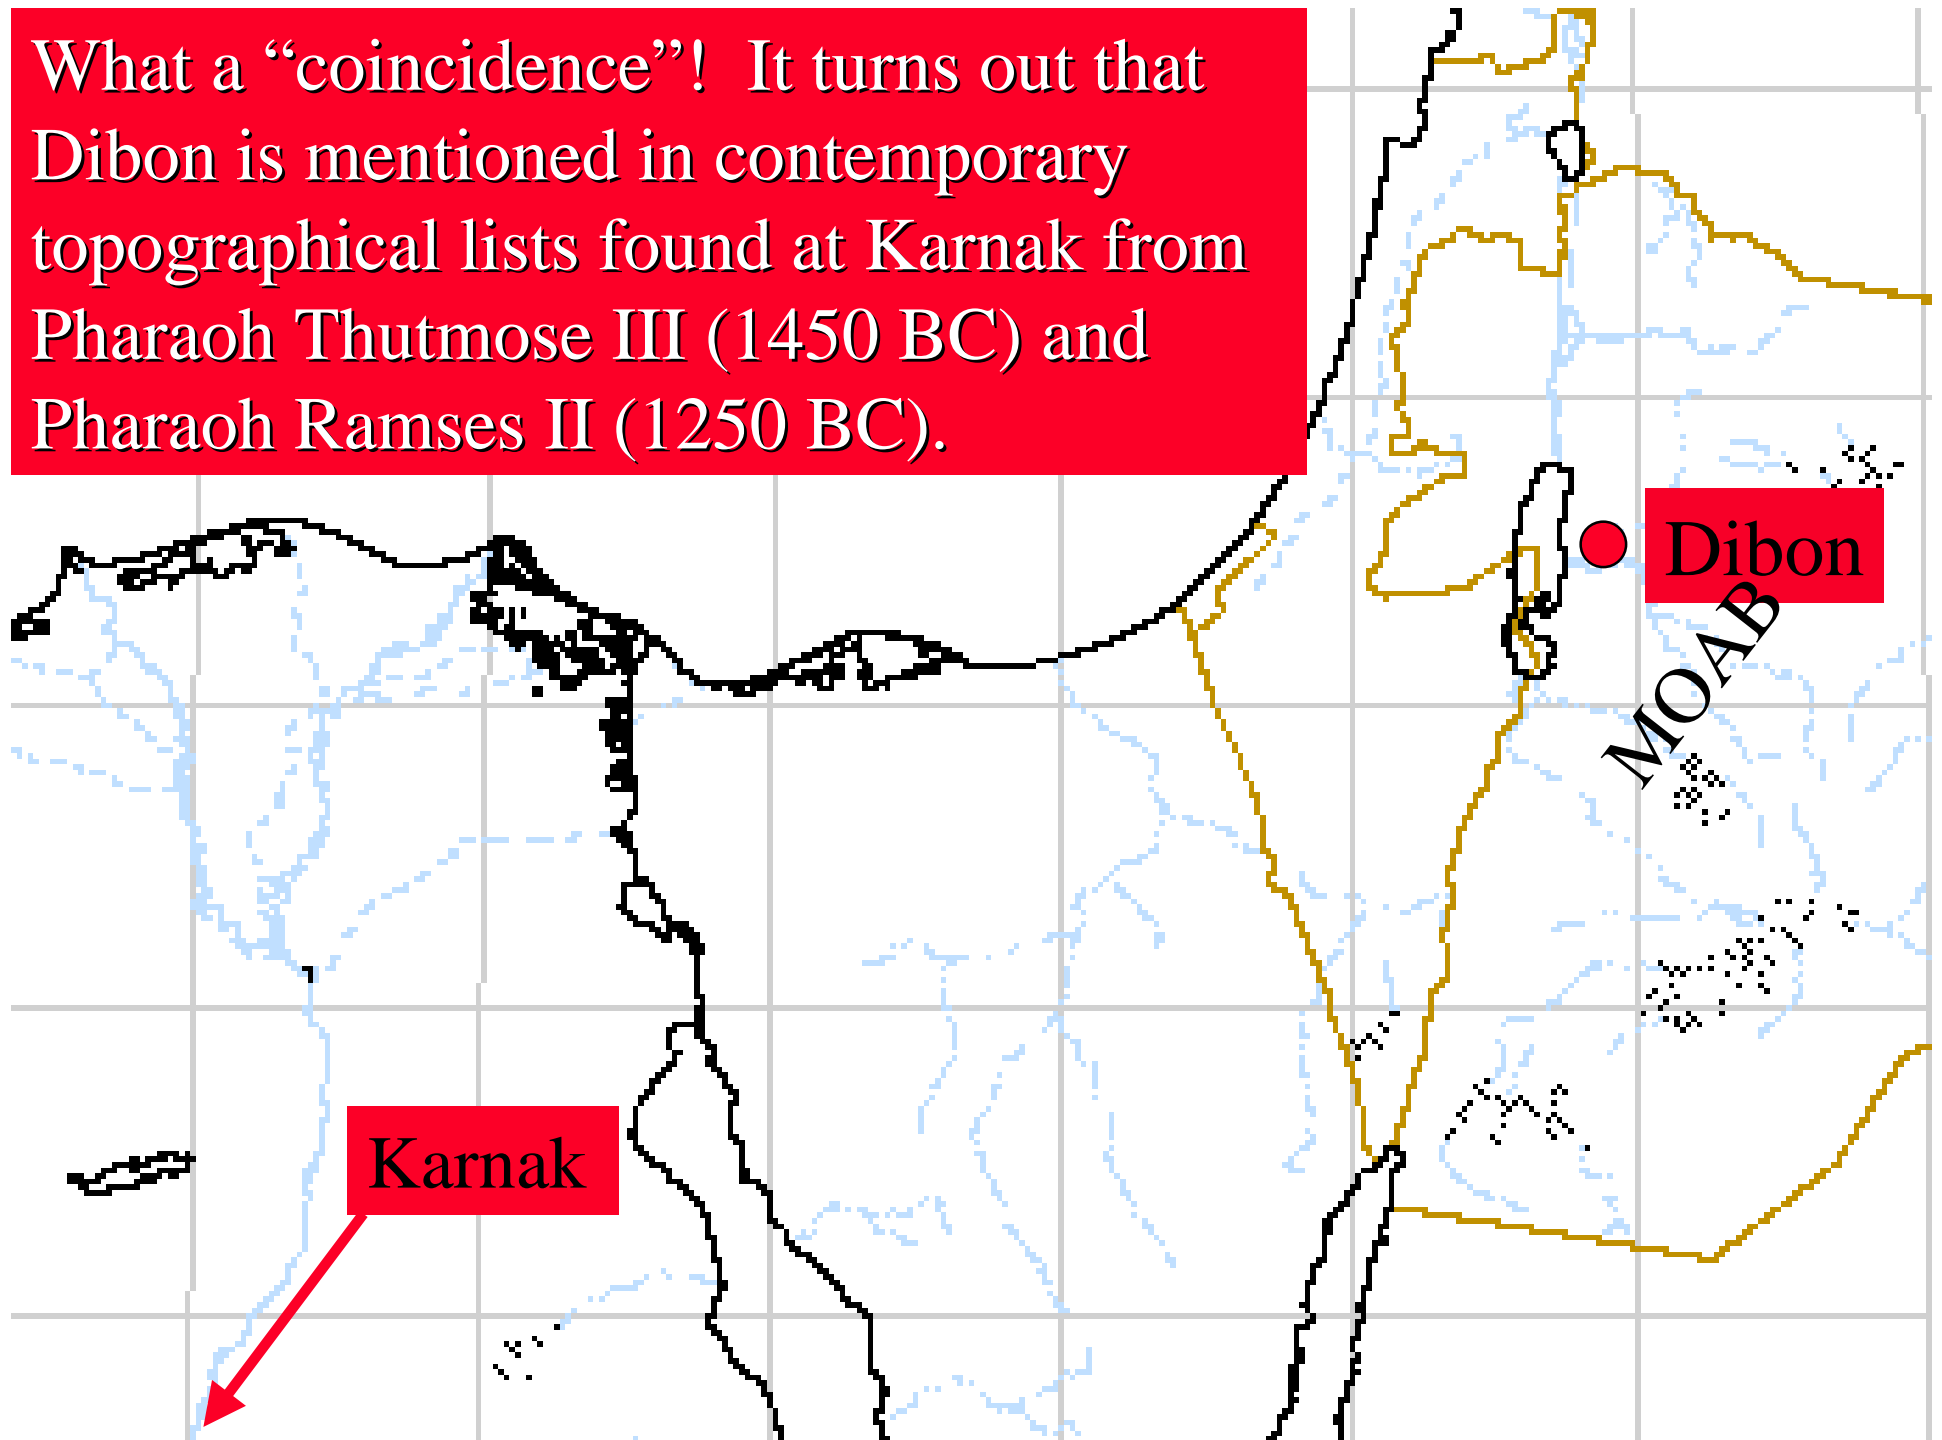 What a “coincidence”!  It turns out that
Dibon is mentioned in contemporary
topographical lists found at Karnak from
Pharaoh Thutmose III (1450 BC) and
Pharaoh Ramses II (1250 BC).
Dibon
MOAB
Karnak